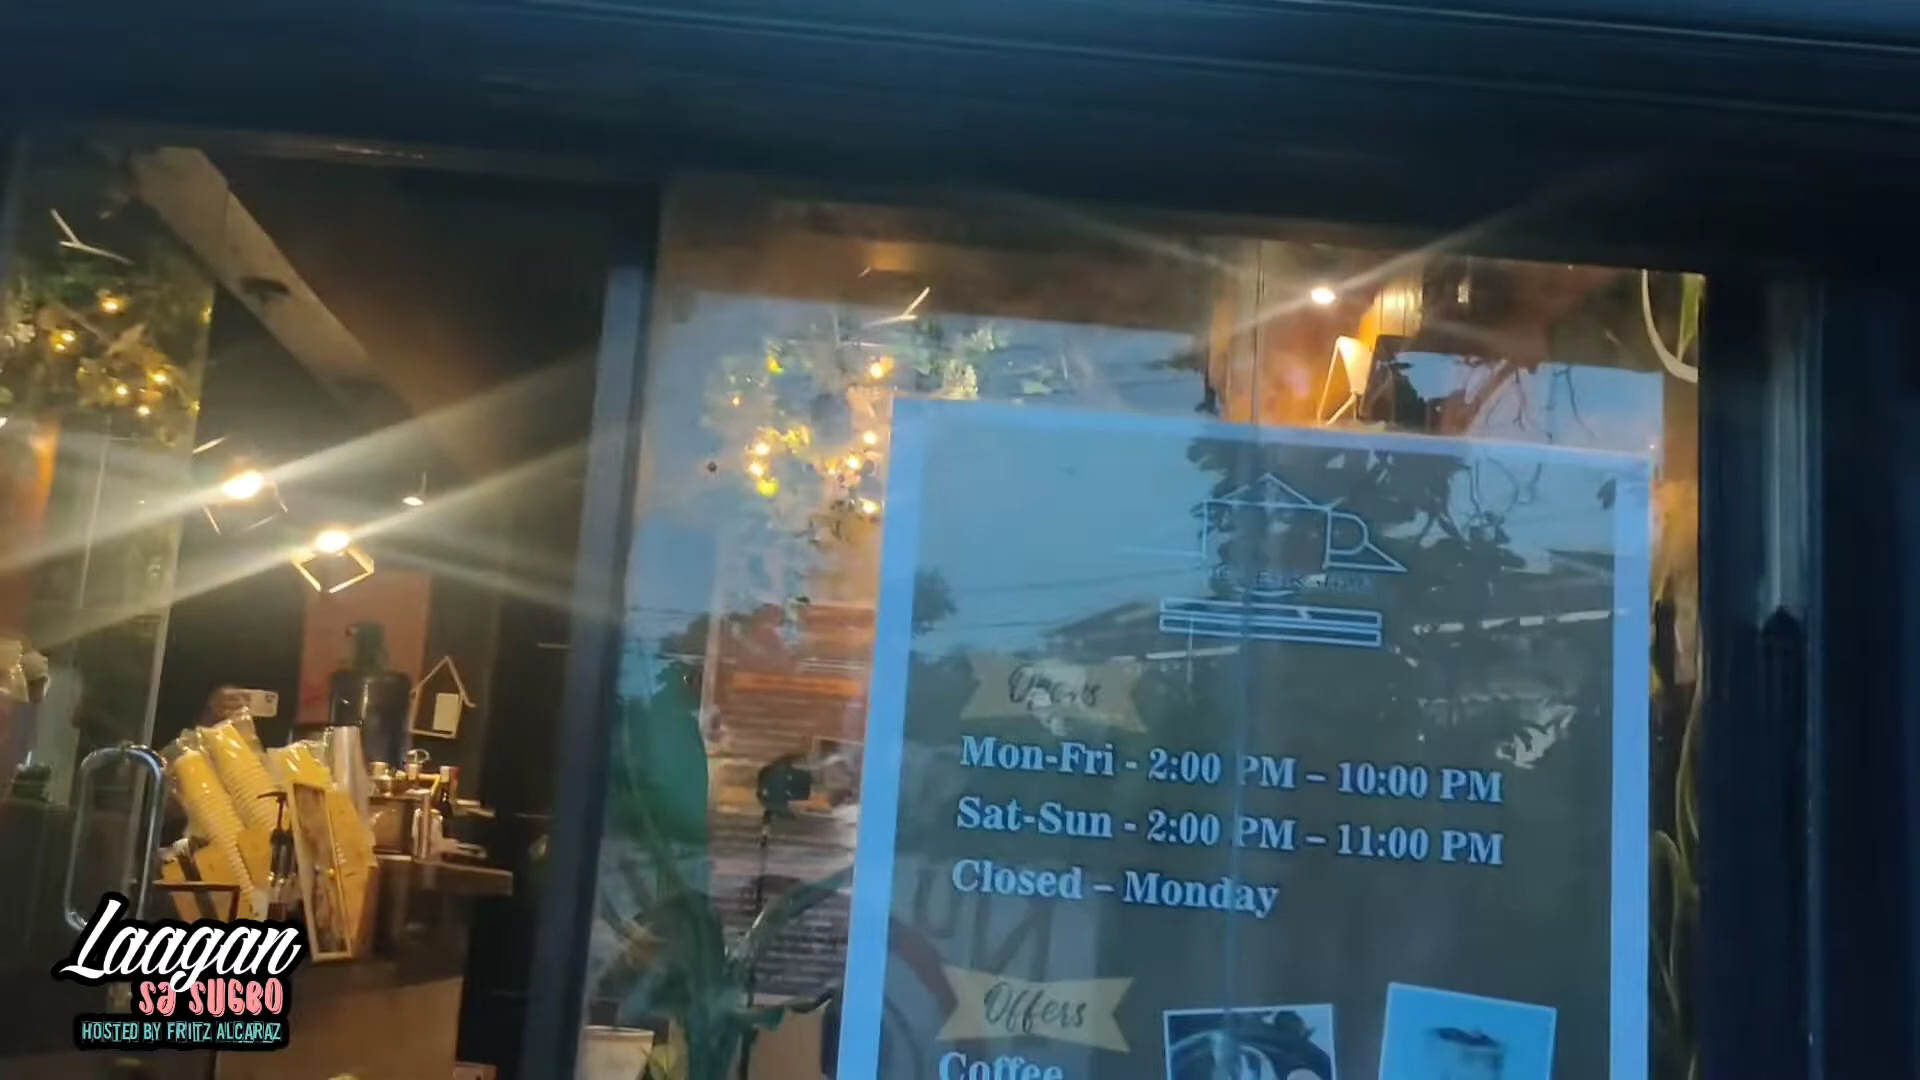 Opens
Mon-Fri - 2:00 PM – 10:00 PM
Sat-Sun - 2:00 PM – 11:00 PM
Closed – Monday
Offers
Coffee
Laagan
sa SUGBO
HOSTED BY FRITZ ALCARAZ